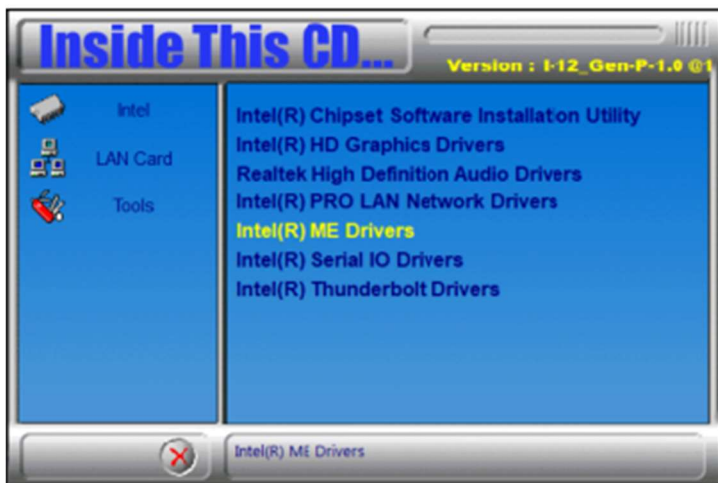 Inside This CD...
Version : I-12_Gen-P-1.0 @1
Intel
LAN Card
Tools
Intel(R) Chipset Software Installation Utility
Intel(R) HD Graphics Drivers
Realtek High Definition Audio Drivers
Intel(R) PRO LAN Network Drivers
Intel(R) ME Drivers
Intel(R) Serial IO Drivers
Intel(R) Thunderbolt Drivers
Intel(R) ME Drivers